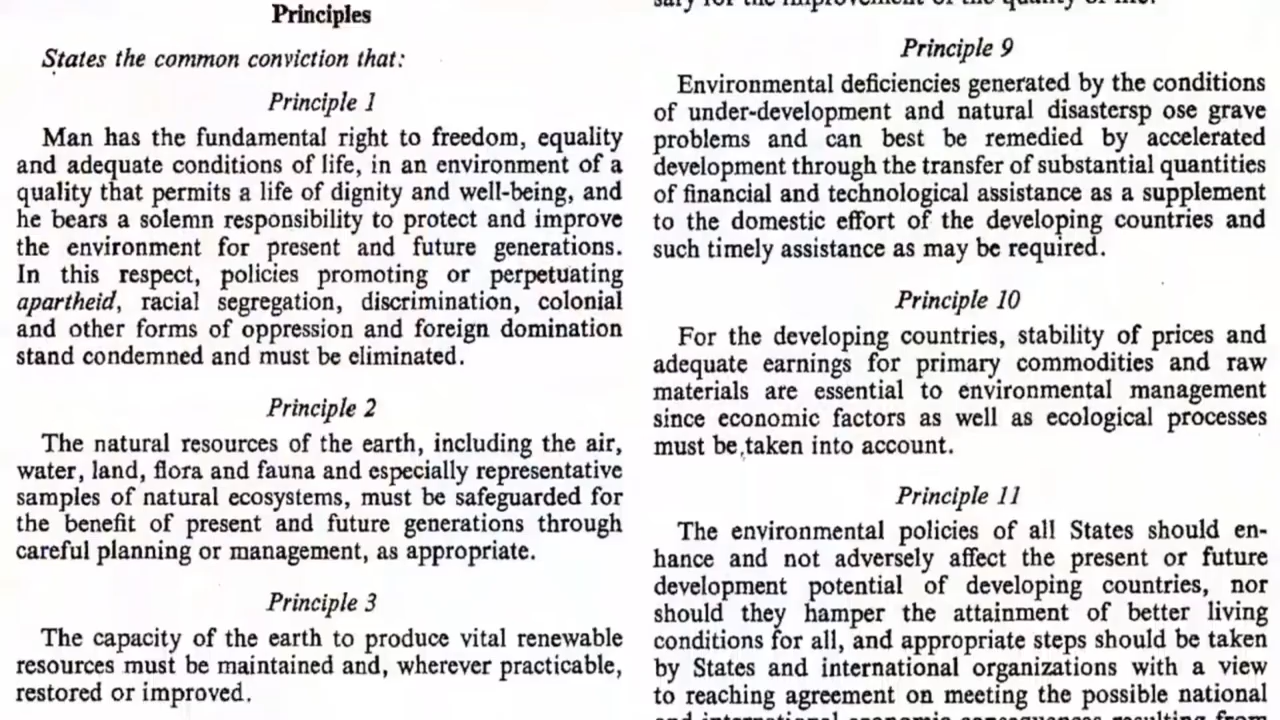 Principles
States the common conviction that:
Principle 1
Man has the fundamental right to freedom, equality
and adequate conditions of life, in an environment of a
quality that permits a life of dignity and well-being, and
he bears a solemn responsibility to protect and improve
the environment for present and future generations.
In this respect, policies promoting or perpetuating
apartheid, racial segregation, discrimination, colonial
and other forms of oppression and foreign domination
stand condemned and must be eliminated.
Principle 2
The natural resources of the earth, including the air,
water, land, flora and fauna and especially representative
samples of natural ecosystems, must be safeguarded for
the benefit of present and future generations through
careful planning or management, as appropriate.
Principle 3
The capacity of the earth to produce vital renewable
resources must be maintained and, wherever practicable,
restored or improved.
sary for the improvement of the quality of life.
Principle 9
Environmental deficiencies generated by the conditions
of under-development and natural disastersp ose grave
problems and can best be remedied by accelerated
development through the transfer of substantial quantities
of financial and technological assistance as a supplement
to the domestic effort of the developing countries and
such timely assistance as may be required.
Principle 10
For the developing countries, stability of prices and
adequate earnings for primary commodities and raw
materials are essential to environmental management
since economic factors as well as ecological processes
must be taken into account.
Principle 11
The environmental policies of all States should en-
hance and not adversely affect the present or future
development potential of developing countries, nor
should they hamper the attainment of better living
conditions for all, and appropriate steps should be taken
by States and international organizations with a view
to reaching agreement on meeting the possible national
and international economic consequences resulting from